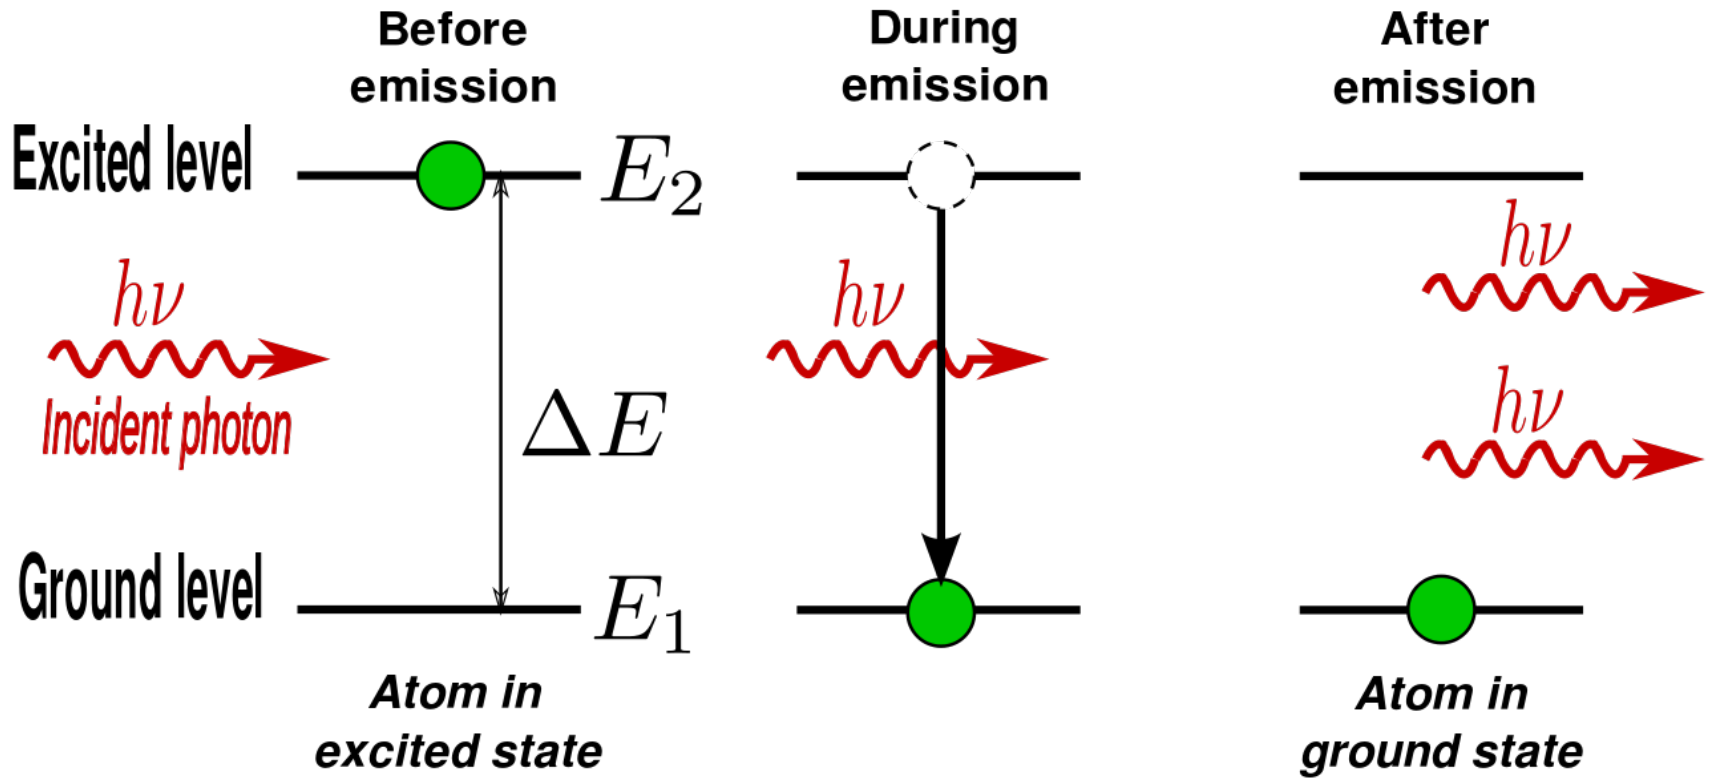 Before
emission
During
emission
After
emission
Excited level
E₂
hν
Incident photon
hν
hν
ΔE
hν
Ground level
E₁
Atom in
excited state
Atom in
ground state